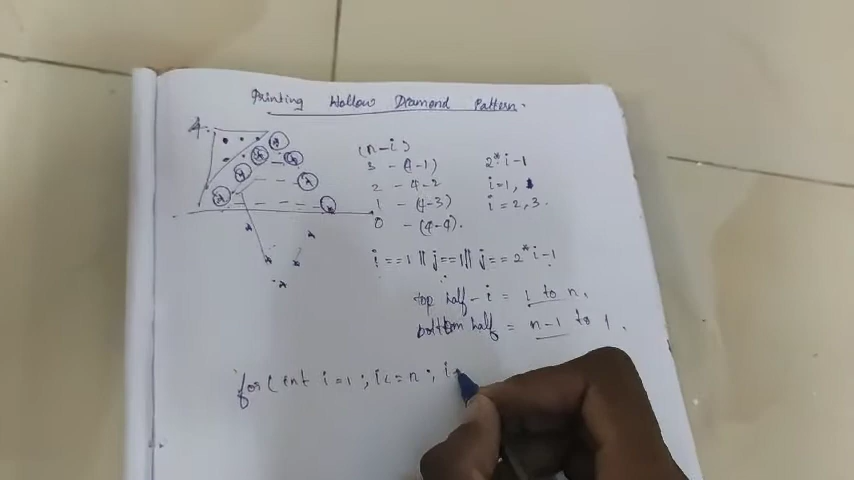 Printing Hollow Diamond Pattern.
4:
(n-i)
3 - (4-1)
2 - 4-2
1 - (4-3)
0 - (4-4).
2*i-1
i=1,
i=2,3.
i==1 || j==1 || j==2*i-1
top half - i = 1 to n.
bottom half = n-1 to 1.
for(int i=1; i<=n; i+